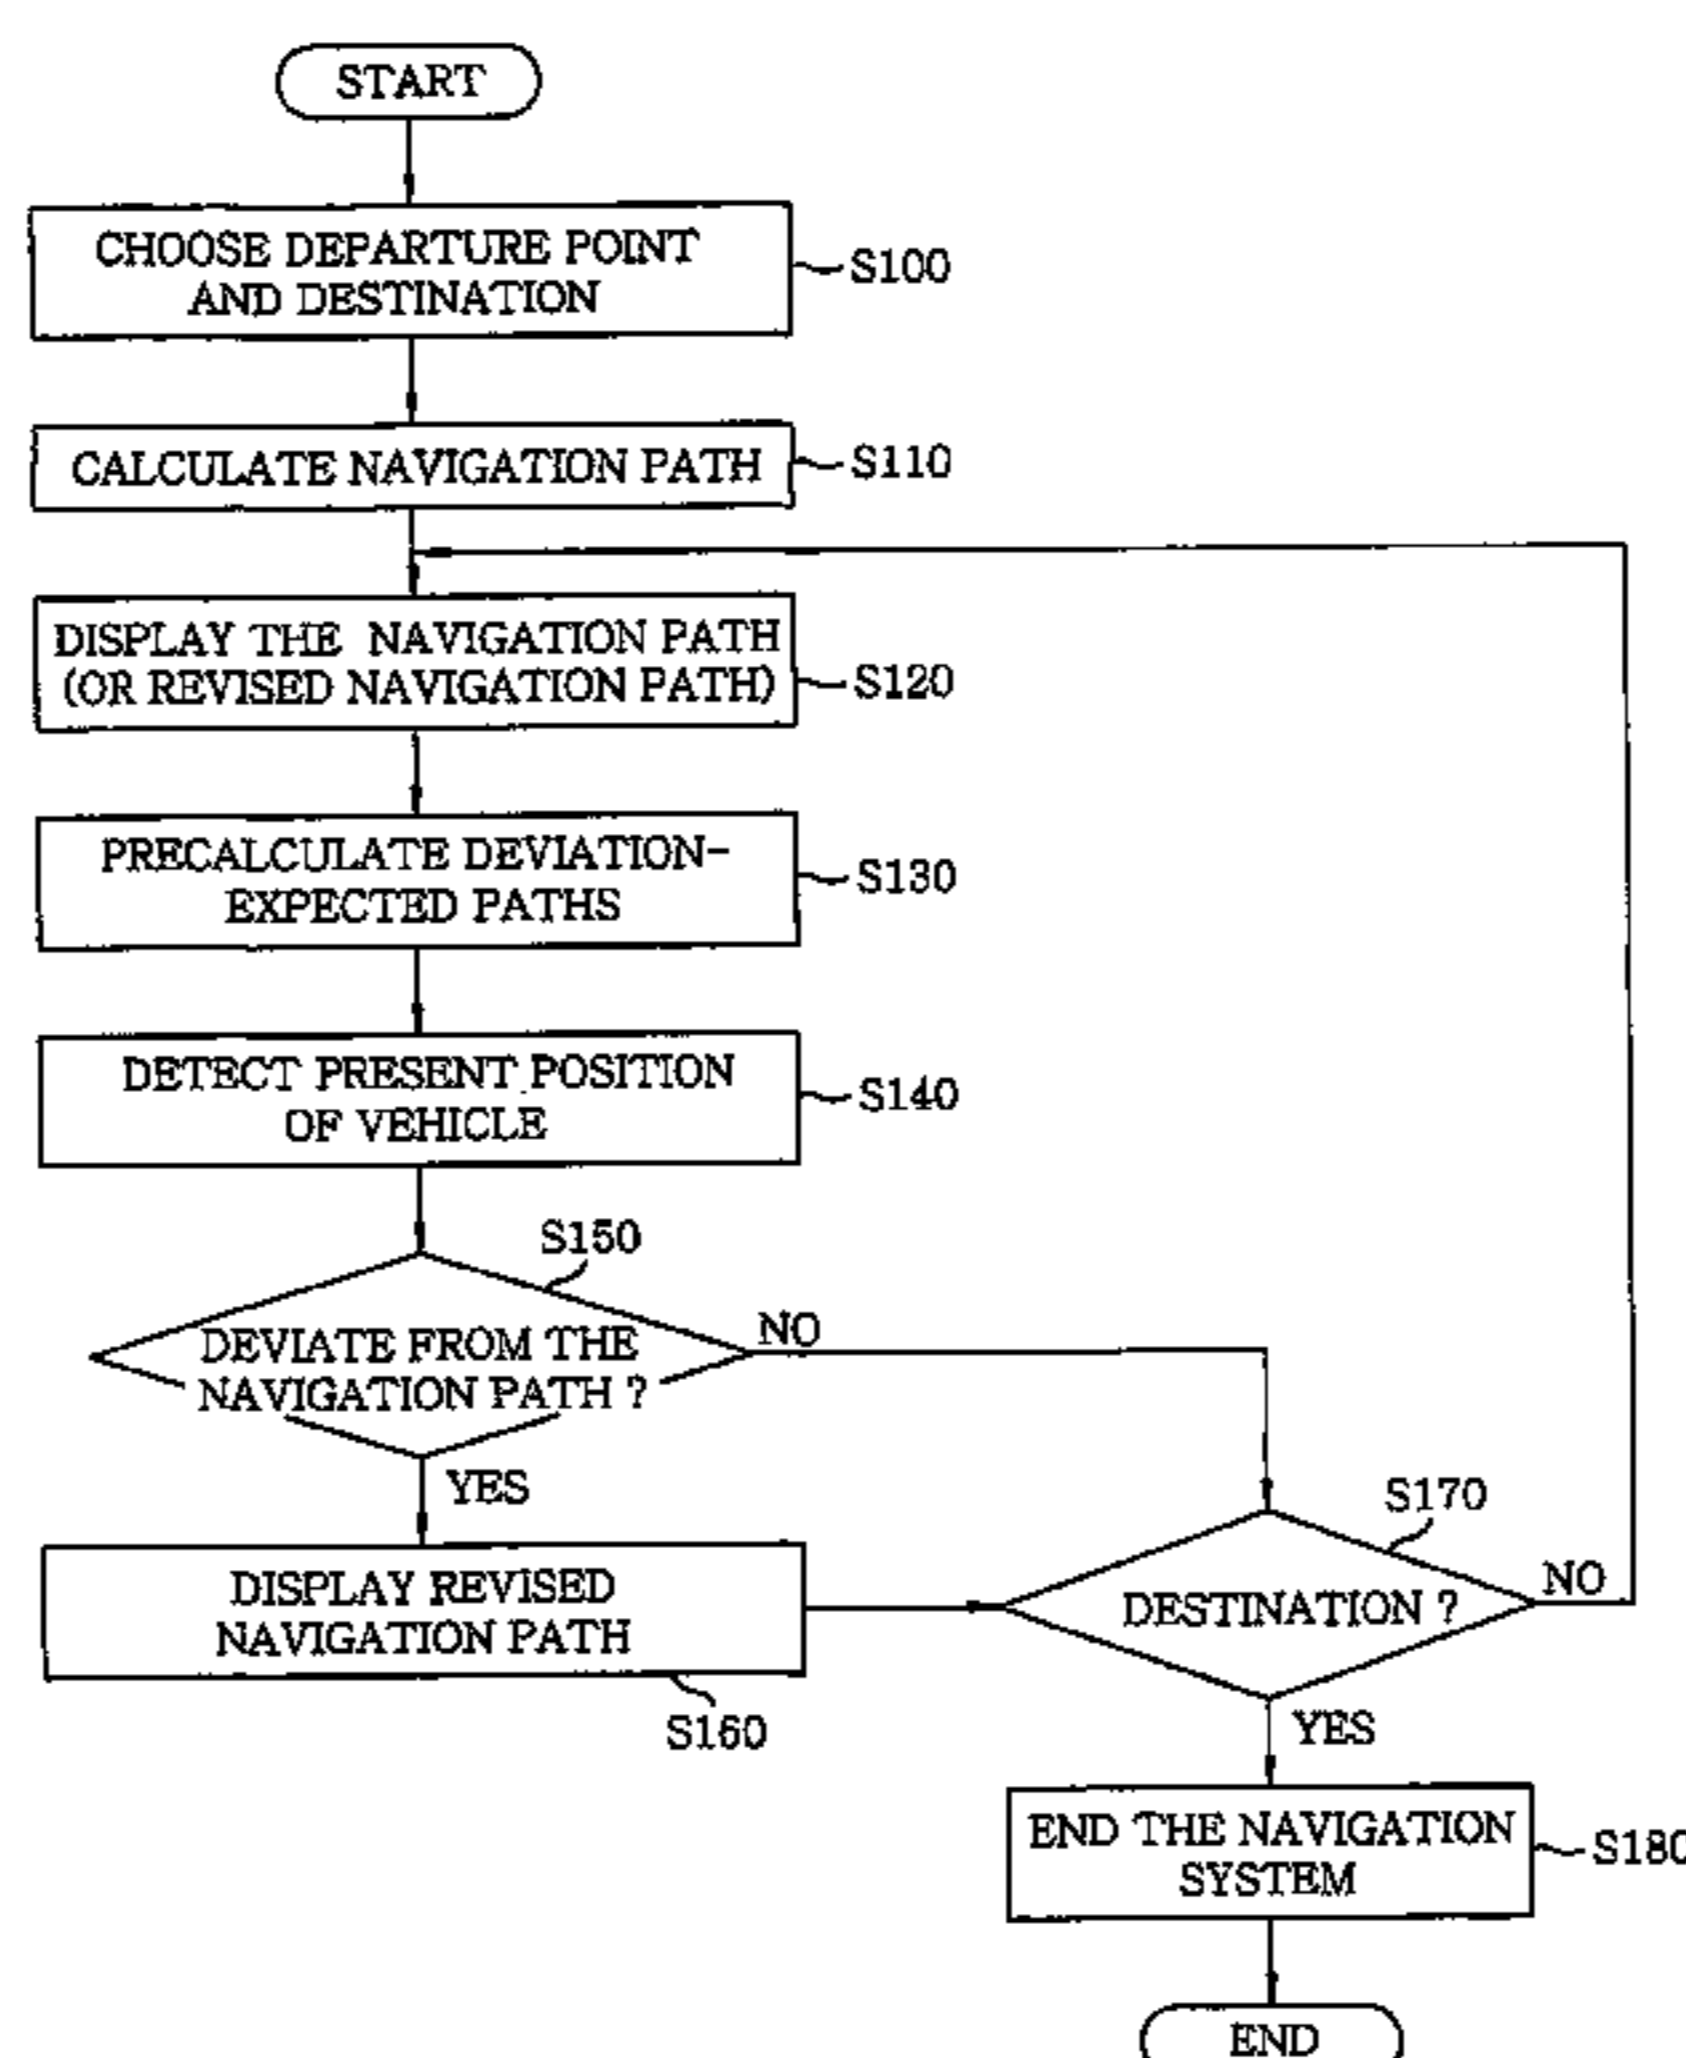 START
CHOOSE DEPARTURE POINT
AND DESTINATION
S100
CALCULATE NAVIGATION PATH
S110
DISPLAY THE NAVIGATION PATH
(OR REVISED NAVIGATION PATH)
S120
PRECALCULATE DEVIATION-
EXPECTED PATHS
S130
DETECT PRESENT POSITION
OF VEHICLE
S140
S150
DEVIATE FROM THE
NAVIGATION PATH ?
NO
YES
DISPLAY REVISED
NAVIGATION PATH
S160
S170
DESTINATION ?
NO
YES
END THE NAVIGATION
SYSTEM
S180
END